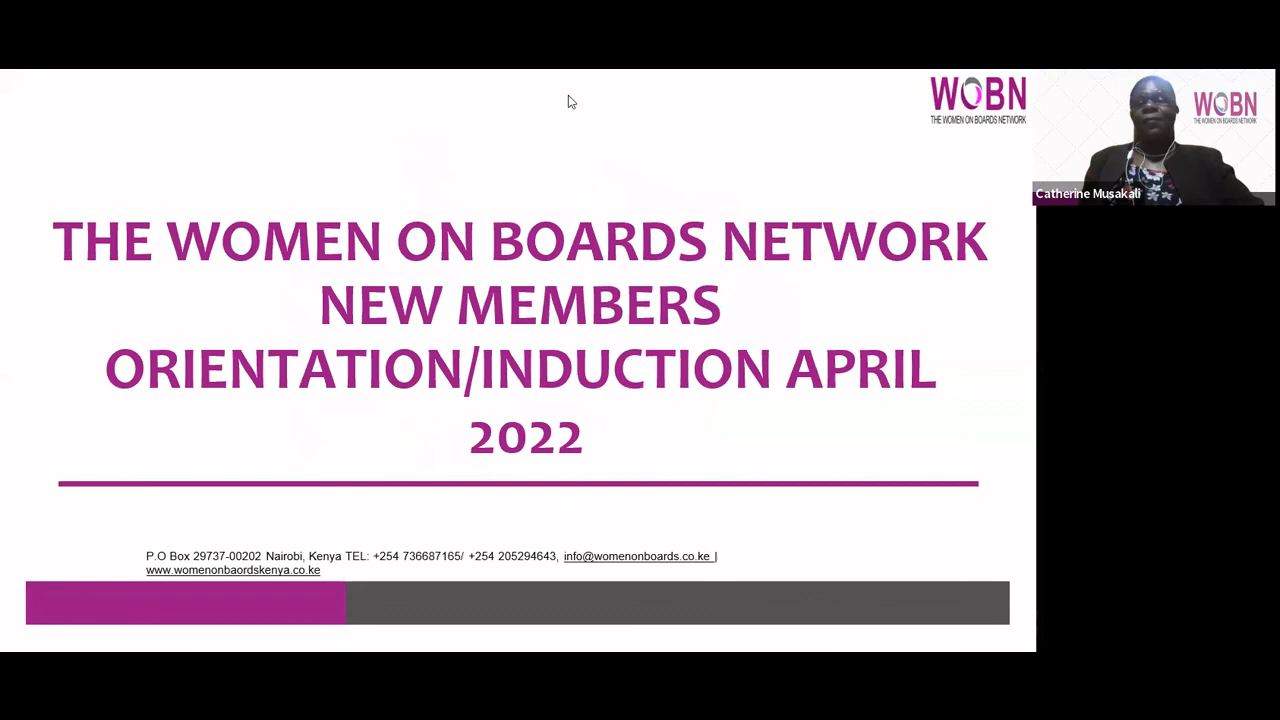 WOBN
THE WOMEN ON BOARDS NETWORK
WOBN
THE WOMEN ON BOARDS NETWORK
Catherine Musakali
THE WOMEN ON BOARDS NETWORK
NEW MEMBERS
ORIENTATION/INDUCTION APRIL
2022
P.O Box 29737-00202 Nairobi, Kenya TEL: +254 736687165/ +254 205294643, info@womenonboards.co.ke |
www.womenonbaordskenya.co.ke